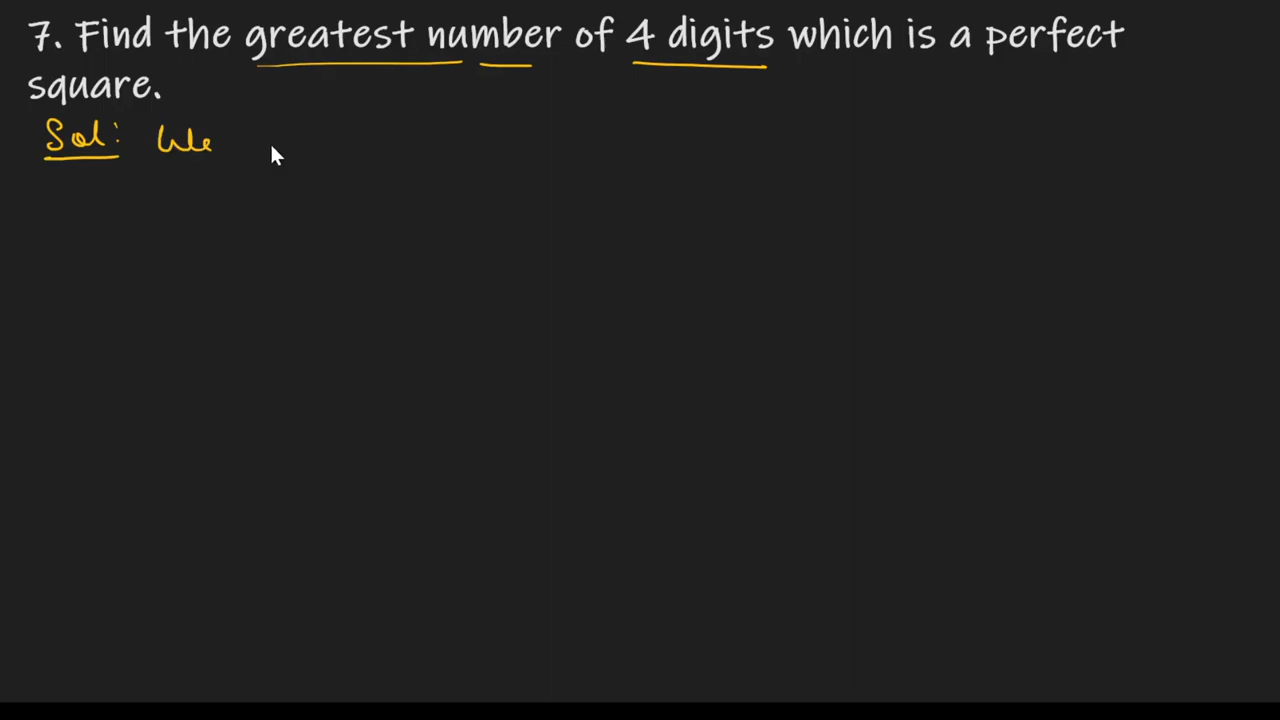 7. Find the greatest number of 4 digits which is a perfect
square.
Sol: We